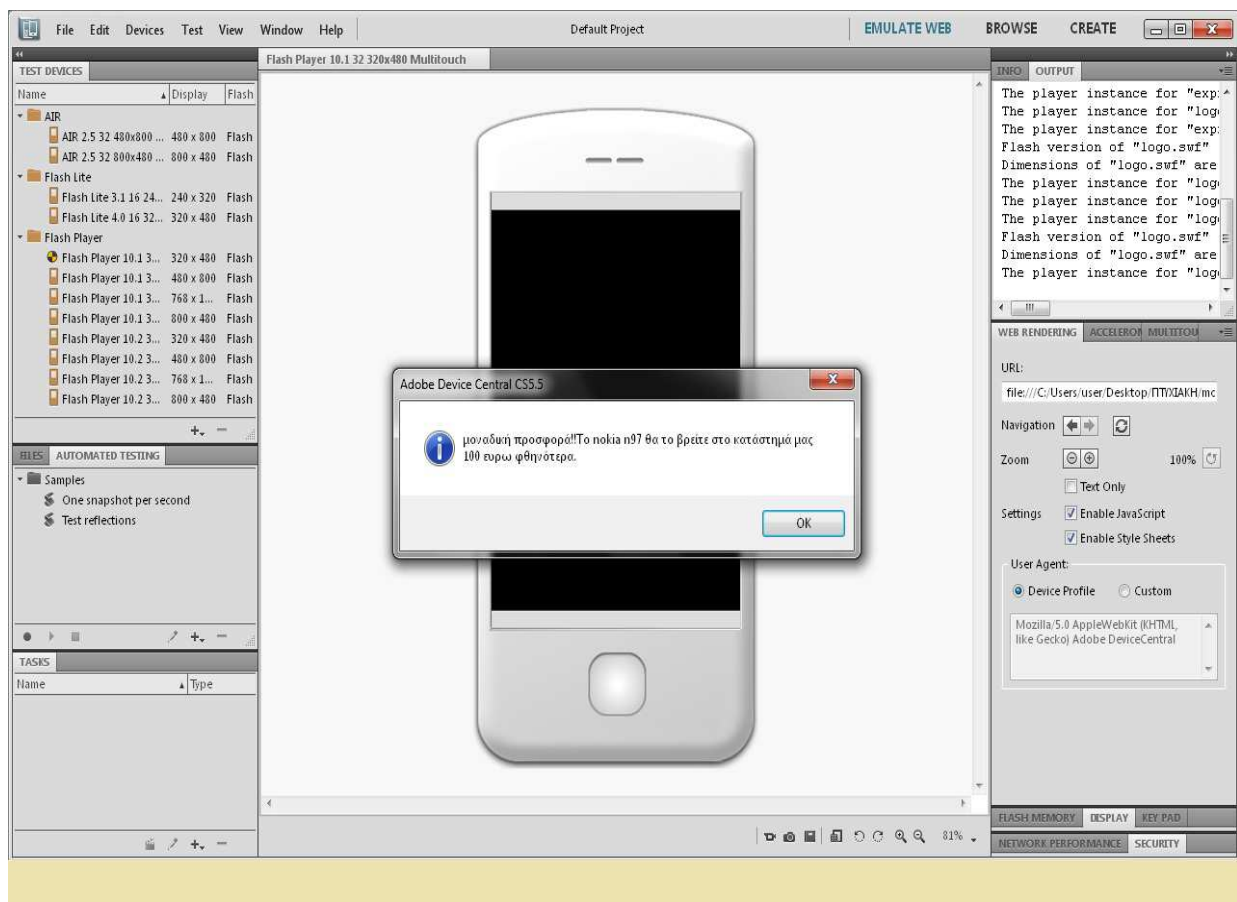 File Edit Devices Test View Window Help
Default Project
EMULATE WEB BROWSE CREATE
TEST DEVICES
Name Display Flash
AIR
AIR 2.5 32 480x800 ... 480 x 800 Flash
AIR 2.5 32 800x480 ... 800 x 480 Flash
Flash Lite
Flash Lite 3.1 16 24... 240 x 320 Flash
Flash Lite 4.0 16 32... 320 x 480 Flash
Flash Player
Flash Player 10.1 3... 320 x 480 Flash
Flash Player 10.1 3... 480 x 800 Flash
Flash Player 10.1 3... 768 x 1... Flash
Flash Player 10.1 3... 800 x 480 Flash
Flash Player 10.2 3... 320 x 480 Flash
Flash Player 10.2 3... 480 x 800 Flash
Flash Player 10.2 3... 768 x 1... Flash
Flash Player 10.2 3... 800 x 480 Flash
FILES AUTOMATED TESTING
Samples
One snapshot per second
Test reflections
TASKS
Name Type
Flash Player 10.1 32 320x480 Multitouch
Adobe Device Central CS5.5
μοναδική προσφορά!!Το nokia n97 θα το βρείτε στο κατάστημά μας
100 ευρω φθηνότερα.
OK
81%
INFO OUTPUT
The player instance for "exp
The player instance for "log
The player instance for "exp
Flash version of "logo.swf"
Dimensions of "logo.swf" are
The player instance for "log
The player instance for "log
The player instance for "log
Flash version of "logo.swf"
Dimensions of "logo.swf" are
The player instance for "log
WEB RENDERING ACCELEROM MULTITOU
URL:
file:///C:/Users/user/Desktop/ΠΤΥΧΙΑΚΗ/mc
Navigation
Zoom 100%
Text Only
Settings Enable JavaScript
Enable Style Sheets
User Agent:
Device Profile Custom
Mozilla/5.0 AppleWebKit (KHTML,
like Gecko) Adobe DeviceCentral
FLASH MEMORY DISPLAY KEY PAD
NETWORK PERFORMANCE SECURITY